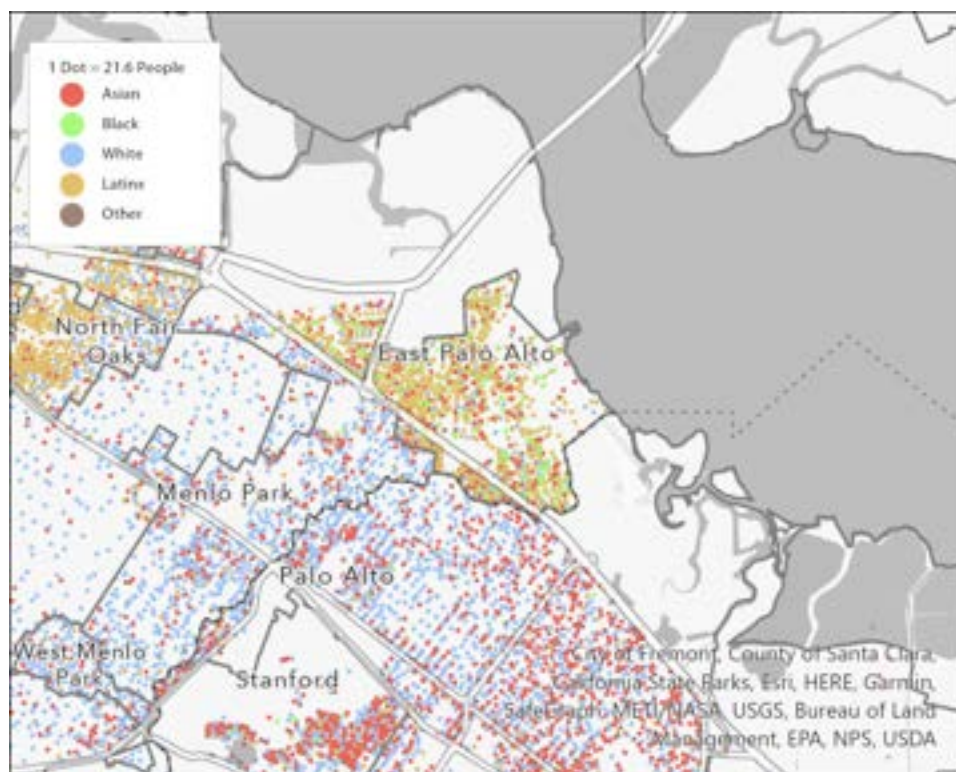 1 Dot = 21.6 People
Asian
Black
White
Latinx
Other
North Fair
Oaks
East Palo Alto
Menlo Park
Palo Alto
West Menlo
Park
Stanford
City of Fremont, County of Santa Clara,
California State Parks, Esri, HERE, Garmin,
SafeGraph, METI/NASA, USGS, Bureau of Land
Management, EPA, NPS, USDA